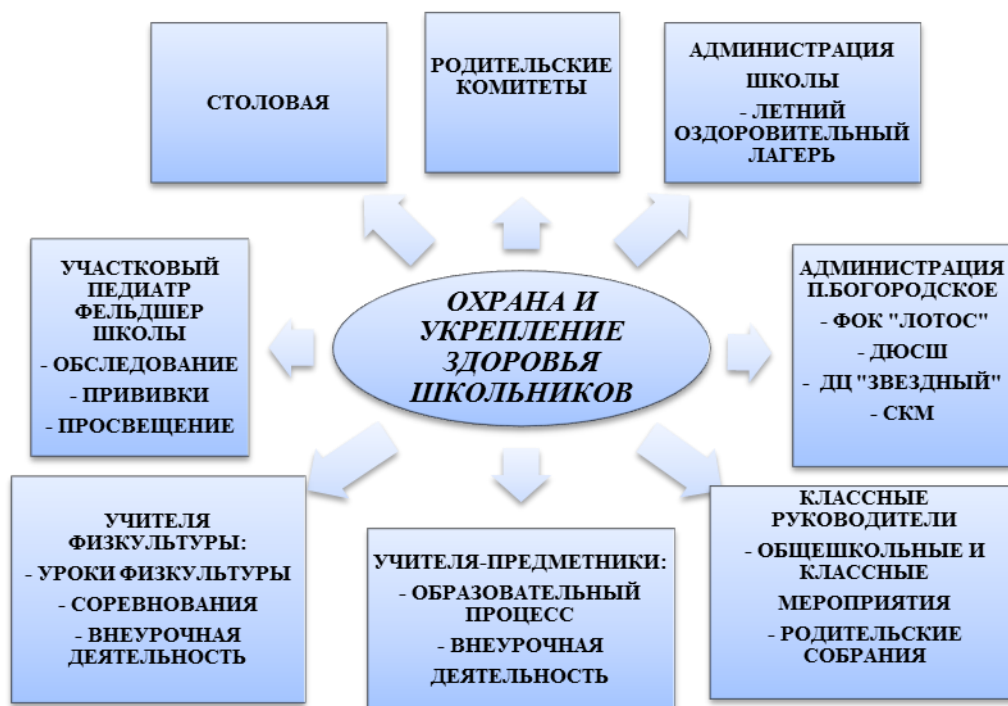 СТОЛОВАЯ
РОДИТЕЛЬСКИЕ
КОМИТЕТЫ
АДМИНИСТРАЦИЯ
ШКОЛЫ
- ЛЕТНИЙ
ОЗДОРОВИТЕЛЬНЫЙ
ЛАГЕРЬ
УЧАСТКОВЫЙ
ПЕДИАТР
ФЕЛЬДШЕР
ШКОЛЫ
- ОБСЛЕДОВАНИЕ
- ПРИВИВКИ
- ПРОСВЕЩЕНИЕ
ОХРАНА И
УКРЕПЛЕНИЕ
ЗДОРОВЬЯ
ШКОЛЬНИКОВ
АДМИНИСТРАЦИЯ
П.БОГОРОДСКОЕ
- ФОК "ЛОТОС"
- ДЮСШ
- ДЦ "ЗВЕЗДНЫЙ"
- СКМ
УЧИТЕЛЯ
ФИЗКУЛЬТУРЫ:
- УРОКИ ФИЗКУЛЬТУРЫ
- СОРЕВНОВАНИЯ
- ВНЕУРОЧНАЯ
ДЕЯТЕЛЬНОСТЬ
УЧИТЕЛЯ-ПРЕДМЕТНИКИ:
- ОБРАЗОВАТЕЛЬНЫЙ
ПРОЦЕСС
- ВНЕУРОЧНАЯ
ДЕЯТЕЛЬНОСТЬ
КЛАССНЫЕ
РУКОВОДИТЕЛИ
- ОБЩЕШКОЛЬНЫЕ И
КЛАССНЫЕ
МЕРОПРИЯТИЯ
- РОДИТЕЛЬСКИЕ
СОБРАНИЯ